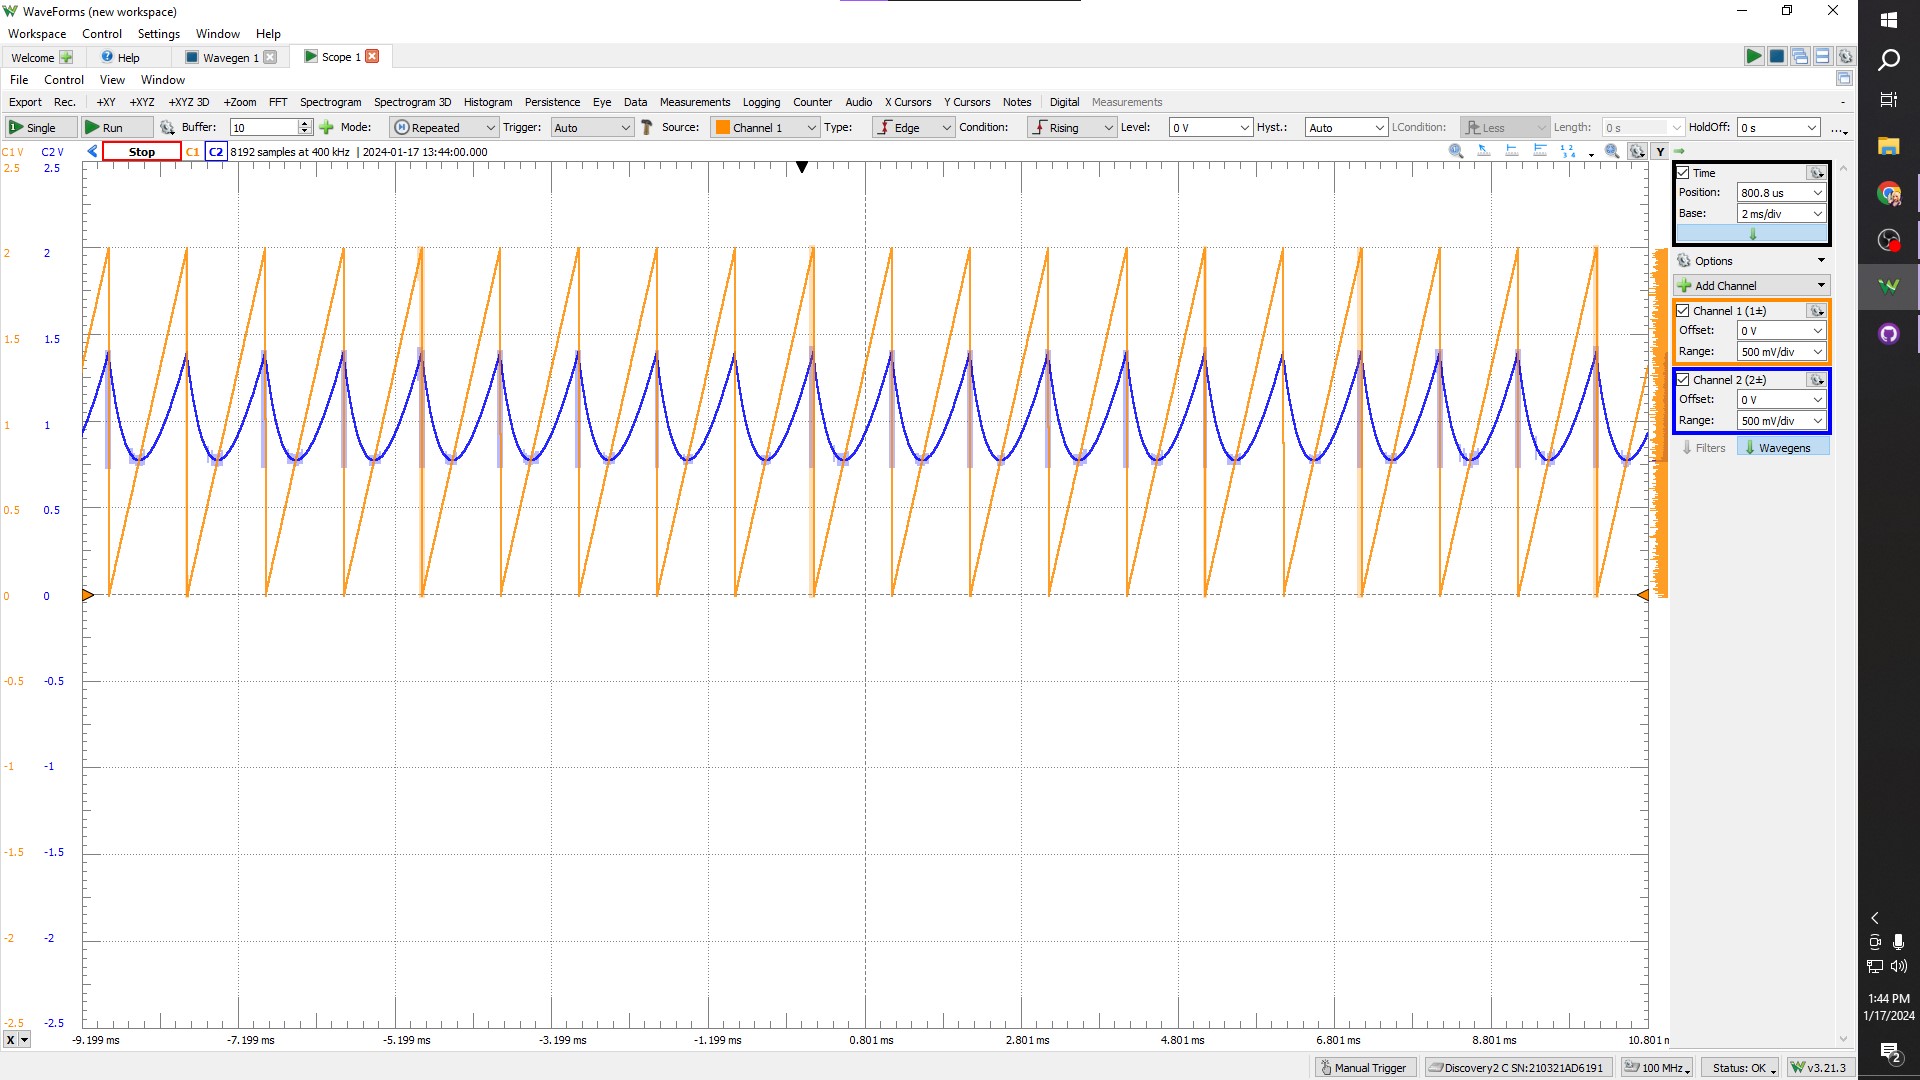 WaveForms (new workspace)
Workspace Control Settings Window Help
Welcome Help Wavegen 1 Scope 1
File Control View Window
Export Rec. +XY +XYZ +XYZ 3D +Zoom FFT Spectrogram Spectrogram 3D Histogram Persistence Eye Data Measurements Logging Counter Audio X Cursors Y Cursors Notes Digital Measurements
Single Run Buffer: 10 Mode: Repeated Trigger: Auto Source: Channel 1 Type: Edge Condition: Rising Level: 0 V Hyst.: Auto LCondition: Less Length: 0 s HoldOff: 0 s ...
C1 V C2 V Stop C1 C2 8192 samples at 400 kHz | 2024-01-17 13:44:00.000 Y
2.5 2.5
2 2
1.5 1.5
1 1
0.5 0.5
0 0
-0.5 -0.5
-1 -1
-1.5 -1.5
-2 -2
-2.5 -2.5
X -9.199 ms -7.199 ms -5.199 ms -3.199 ms -1.199 ms 0.801 ms 2.801 ms 4.801 ms 6.801 ms 8.801 ms 10.801 m
Time
Position: 800.8 us
Base: 2 ms/div
Options
Add Channel
Channel 1 (1±)
Offset: 0 V
Range: 500 mV/div
Channel 2 (2±)
Offset: 0 V
Range: 500 mV/div
Filters Wavegens
Manual Trigger Discovery2 C SN:210321AD6191 100 MHz Status: OK v3.21.3
1:44 PM
1/17/2024
2